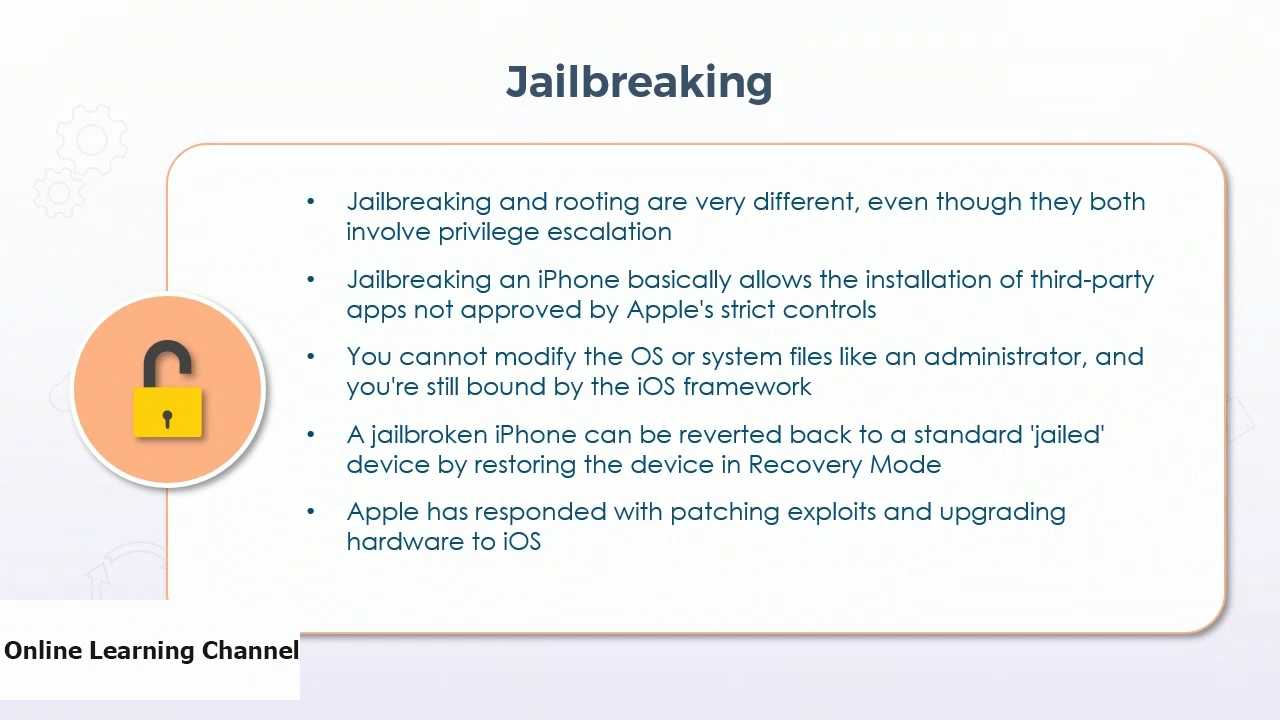 Jailbreaking
• Jailbreaking and rooting are very different, even though they both
involve privilege escalation
• Jailbreaking an iPhone basically allows the installation of third-party
apps not approved by Apple's strict controls
• You cannot modify the OS or system files like an administrator, and
you're still bound by the iOS framework
• A jailbroken iPhone can be reverted back to a standard 'jailed'
device by restoring the device in Recovery Mode
• Apple has responded with patching exploits and upgrading
hardware to iOS
Online Learning Channel